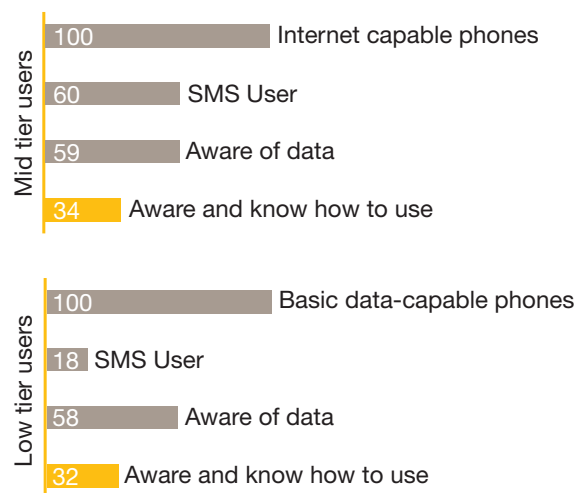 Mid tier users
100 Internet capable phones
60 SMS User
59 Aware of data
34 Aware and know how to use
Low tier users
100 Basic data-capable phones
18 SMS User
58 Aware of data
32 Aware and know how to use